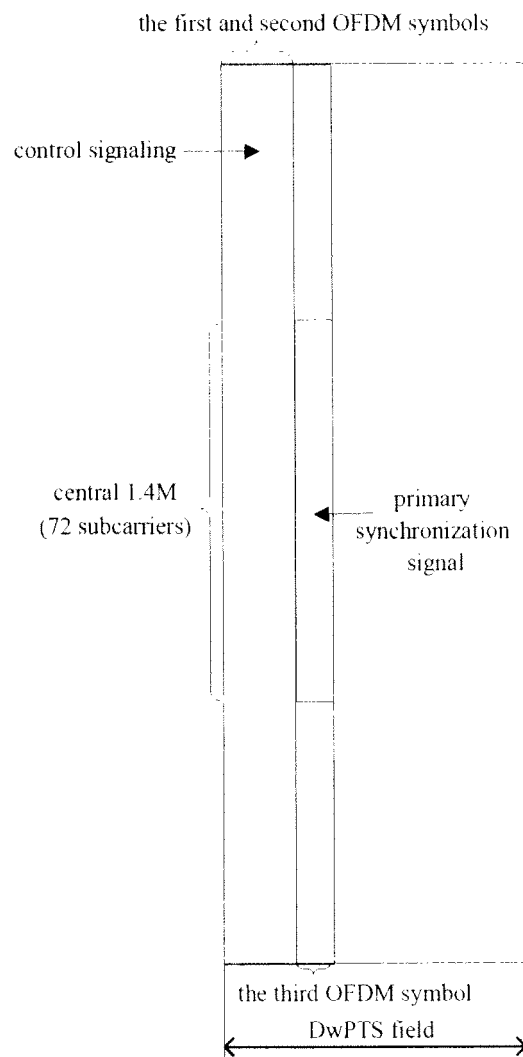 the first and second OFDM symbols
control signaling
central 1.4M
(72 subcarriers)
primary
synchronization
signal
the third OFDM symbol
DwPTS field